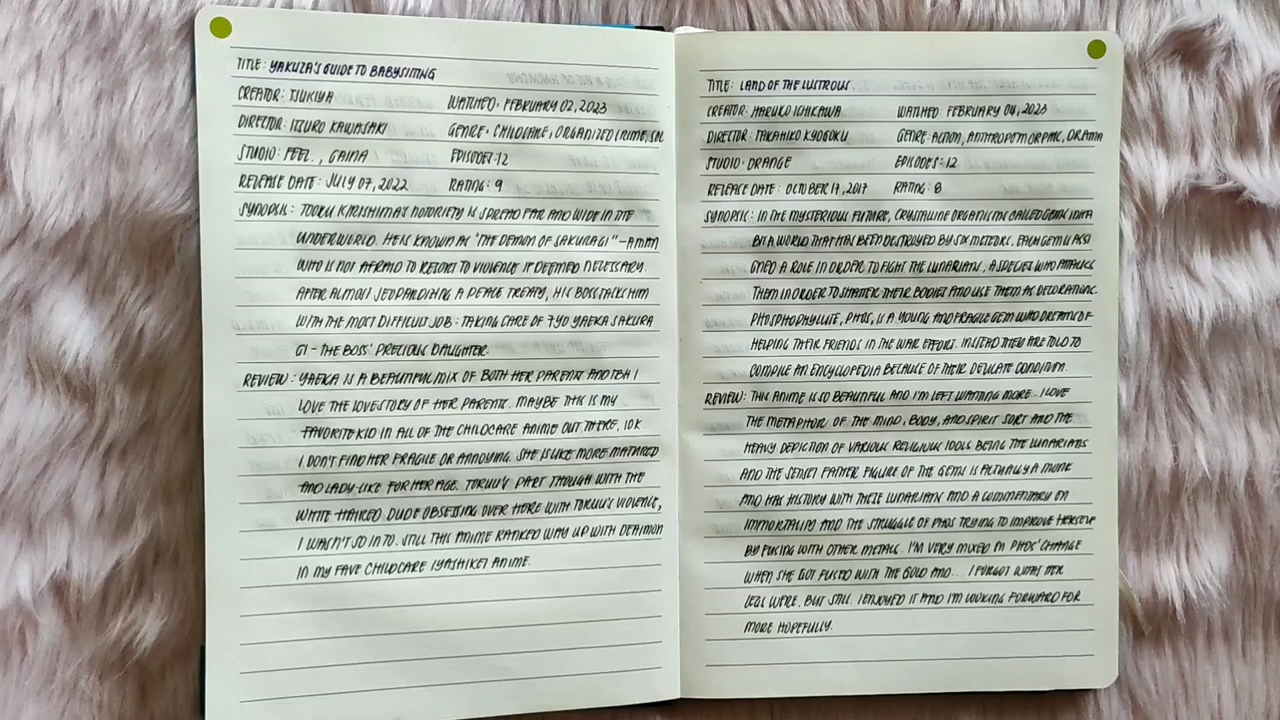 TITLE: YAKUZA'S GUIDE TO BABYSITTING
CREATOR: TSUKIYA WATCHED: FEBRUARY 02, 2023
DIRECTOR: ITZURO KAWASAKI GENRE: CHILDCARE, ORGANIZED CRIME, SOL
STUDIO: FEEL., GAINA EPISODE: 12
RELEASE DATE: JULY 07, 2022 RATING: 9
SYNOPSIS: TOORU KIRISHIMA'S NOTORIETY IS SPREAD FAR AND WIDE IN THE
UNDERWORLD. HE IS KNOWN AS "THE DEMON OF SAKURAGI" – A MAN
WHO IS NOT AFRAID TO RESORT TO VIOLENCE IF DEEMED NECESSARY.
AFTER ALMOST JEOPARDIZING A PEACE TREATY, HIS BOSS TASKS HIM
WITH THE MOST DIFFICULT JOB: TAKING CARE OF 7YO YAEKA SAKURA
GI – THE BOSS' PRECIOUS DAUGHTER.
REVIEW: YAEKA IS A BEAUTIFUL MIX OF BOTH HER PARENTS AND TBH I
LOVE THE LOVESTORY OF HER PARENTS. MAYBE THIS IS MY
FAVORITE KID IN ALL OF THE CHILDCARE ANIME OUT THERE, IDK.
I DON'T FIND HER FRAGILE OR ANNOYING. SHE IS LIKE MORE MATURED
AND LADY-LIKE FOR HER AGE. TORUU'S PART THOUGH WITH THE
WHITE HAIRED DUDE OBSESSING OVER HERE WITH TORUU'S VIOLENCE,
I WASN'T SO INTO. STILL THIS ANIME RANKED WAY UP WITH DEAIMON
IN MY FAVE CHILDCARE IYASHIKEI ANIME.
TITLE: LAND OF THE LUSTROUS
CREATOR: HARUKO ICHIKAWA WATCHED: FEBRUARY 04, 2023
DIRECTOR: TAKAHIKO KYOGOKU GENRE: ACTION, ANTHROPOMORPHIC, DRAMA
STUDIO: ORANGE EPISODES: 12
RELEASE DATE: OCTOBER 17, 2017 RATING: 8
SYNOPSIS: IN THE MYSTERIOUS FUTURE, CRYSTALLINE ORGANISMS CALLED GEMS INHA
BIT A WORLD THAT HAS BEEN DESTROYED BY SIX METEORS. EACH GEM IS ASSI
GNED A ROLE IN ORDER TO FIGHT THE LUNARIANS, A SPECIES WHO ATTACKS
THEM IN ORDER TO SHATTER THEIR BODIES AND USE THEM AS DECORATIONS.
PHOSPHOPHYLLITE, PHOS, IS A YOUNG AND FRAGILE GEM WHO DREAMS OF
HELPING THEIR FRIENDS IN THE WAR EFFORT. INSTEAD THEY ARE TOLD TO
COMPILE AN ENCYCLOPEDIA BECAUSE OF THEIR DELICATE CONDITION.
REVIEW: THIS ANIME IS SO BEAUTIFUL AND I'M LEFT WANTING MORE. I LOVE
THE METAPHOR OF THE MIND, BODY, AND SPIRIT SORT AND THE
HEAVY DEPICTION OF VARIOUS RELIGIOUS IDOLS BEING THE LUNARIANS
AND THE SENSEI FATHER FIGURE OF THE GEMS IS ACTUALLY A MONK
AND HAS HISTORY WITH THESE LUNARIANS AND A COMMENTARY ON
IMMORTALITY AND THE STRUGGLE OF PHOS TRYING TO IMPROVE HERSELF
BY FUSING WITH OTHER METALS. I'M VERY MIXED IN PHOS' CHANGE
WHEN SHE GOT FUSED WITH THE GOLD AND... I FORGOT WHAT HER
LEGS WERE. BUT STILL. I ENJOYED IT AND I'M LOOKING FORWARD FOR
MORE HOPEFULLY.